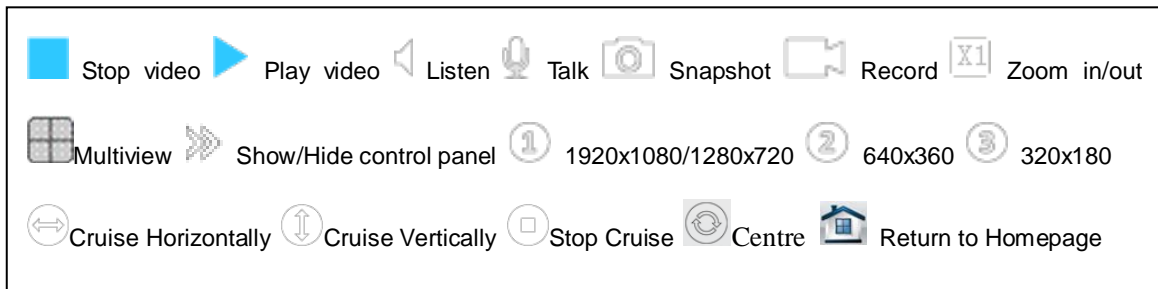 Stop video Play video Listen Talk Snapshot Record X1 Zoom in/out
Multiview Show/Hide control panel 1 1920x1080/1280x720 2 640x360 3 320x180
Cruise Horizontally Cruise Vertically Stop Cruise Centre Return to Homepage